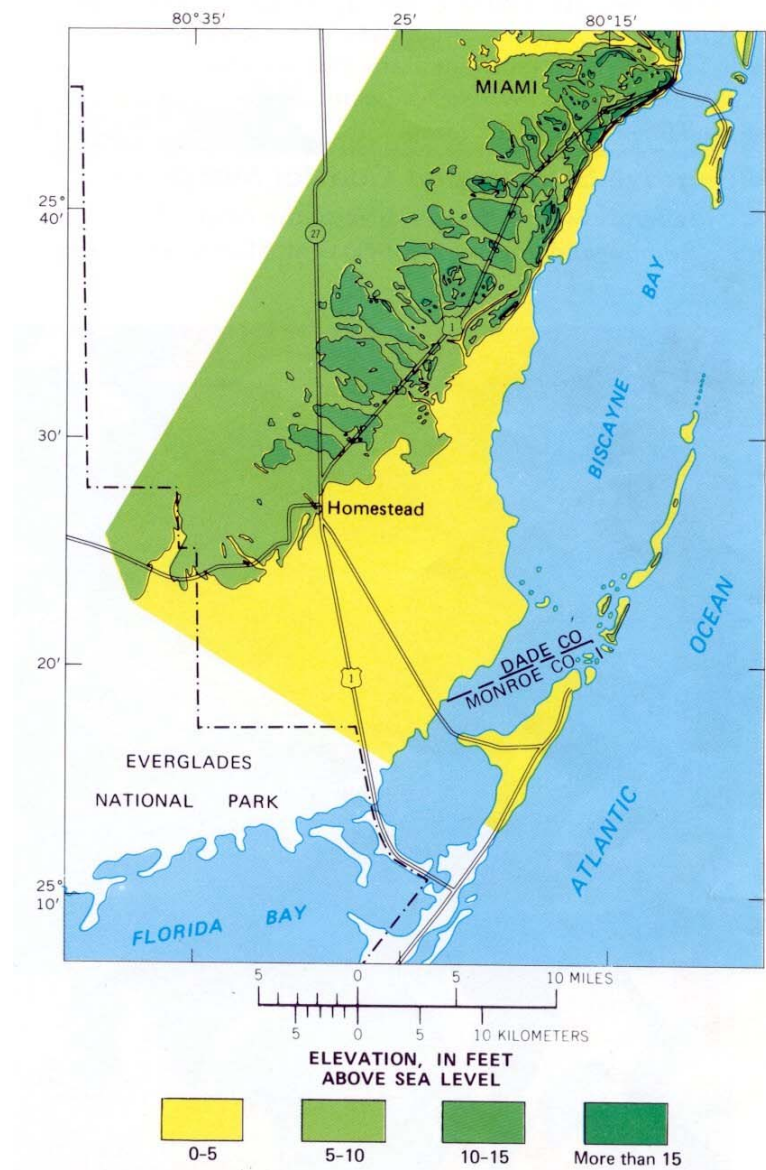 80°35′ 25′ 80°15′
MIAMI
25°
40′
27
BAY
1
BISCAYNE
30′
Homestead
OCEAN
DADE CO
MONROE CO
20′
1
EVERGLADES
NATIONAL PARK
ATLANTIC
25°
10′
FLORIDA BAY
5 0 5 10 MILES
5 0 5 10 KILOMETERS
ELEVATION, IN FEET
ABOVE SEA LEVEL
0-5 5-10 10-15 More than 15